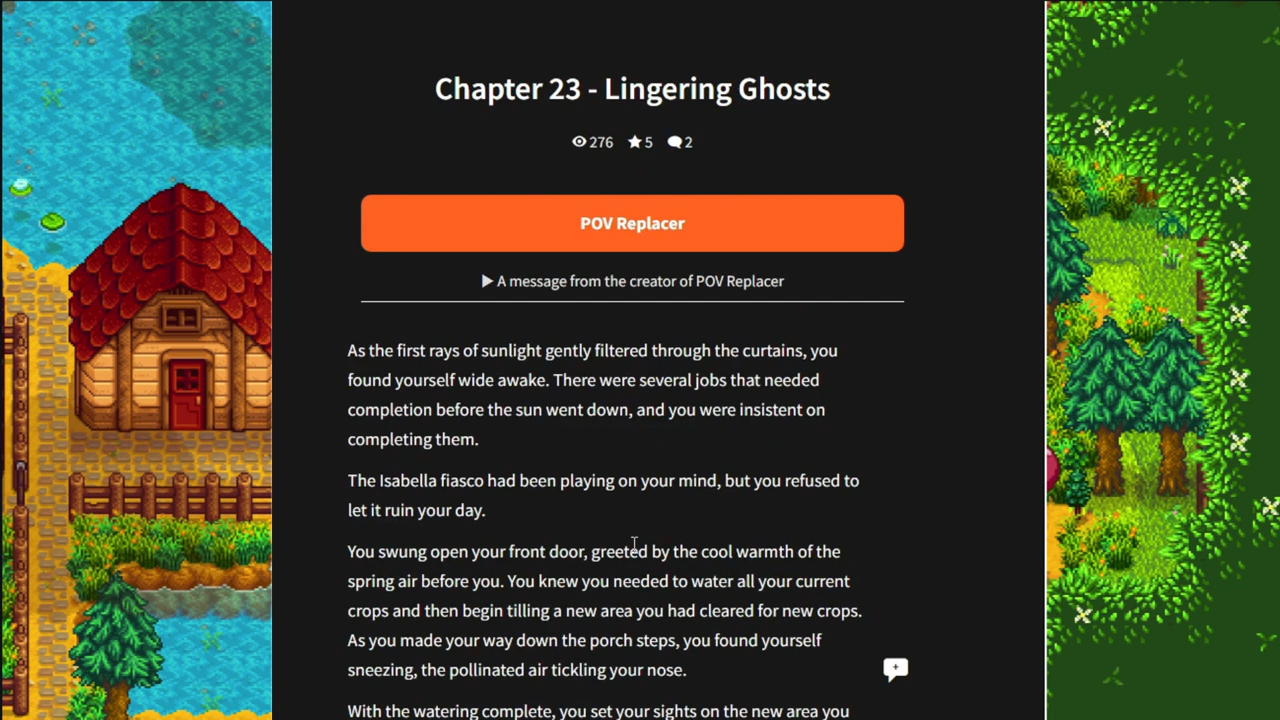 Chapter 23 - Lingering Ghosts
276 5 2
POV Replacer
▶ A message from the creator of POV Replacer
As the first rays of sunlight gently filtered through the curtains, you
found yourself wide awake. There were several jobs that needed
completion before the sun went down, and you were insistent on
completing them.
The Isabella fiasco had been playing on your mind, but you refused to
let it ruin your day.
You swung open your front door, greeted by the cool warmth of the
spring air before you. You knew you needed to water all your current
crops and then begin tilling a new area you had cleared for new crops.
As you made your way down the porch steps, you found yourself
sneezing, the pollinated air tickling your nose.
With the watering complete, you set your sights on the new area you